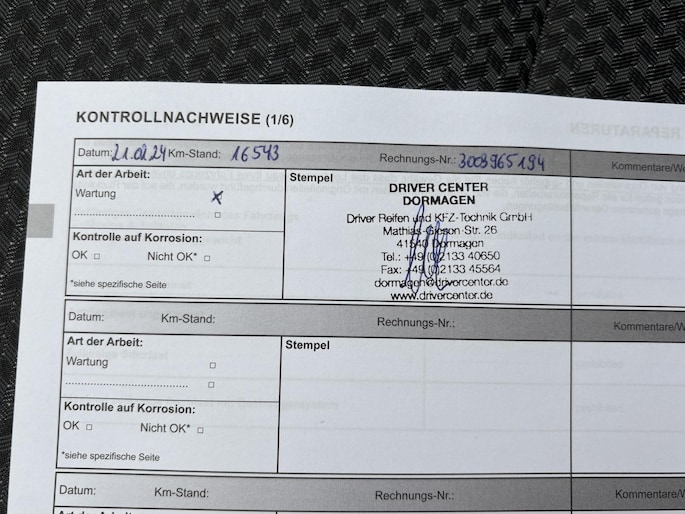 KONTROLLNACHWEISE (1/6)
Datum: 21.08.24 Km-Stand: 16543 Rechnungs-Nr.: 3003965194 Kommentare/We
Art der Arbeit:
Wartung
Kontrolle auf Korrosion:
OK □ Nicht OK* □
*siehe spezifische Seite
Stempel
DRIVER CENTER
DORMAGEN
Driver Reifen und KFZ-Technik GmbH
Mathias-Giesen-Str. 26
41540 Dormagen
Tel.: +49 (0)2133 40650
Fax: +49 (0)2133 45564
dormagen@drivercenter.de
www.drivercenter.de
Datum: Km-Stand: Rechnungs-Nr.: Kommentare/W
Art der Arbeit:
Wartung □
Kontrolle auf Korrosion:
OK □ Nicht OK* □
*siehe spezifische Seite
Stempel
Datum: Km-Stand: Rechnungs-Nr.: Kommentare/W